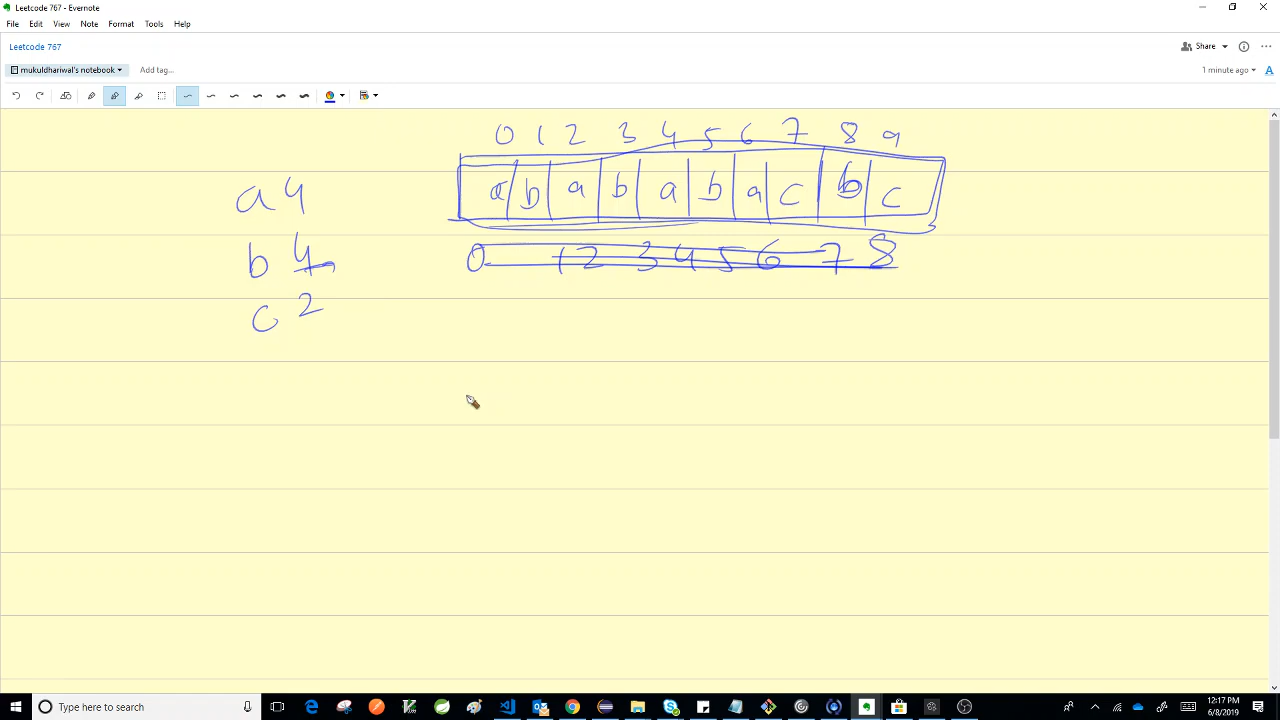 Leetcode 767 - Evernote
File Edit View Note Format Tools Help
Leetcode 767
Share
mukuldhariwal's notebook Add tag...
1 minute ago
0 1 2 3 4 5 6 7 8 9
a 4
a b a b a b a c b c
b 4
0 1 2 3 4 5 6 7 8
c 2
Type here to search
12:17 PM
6/8/2019